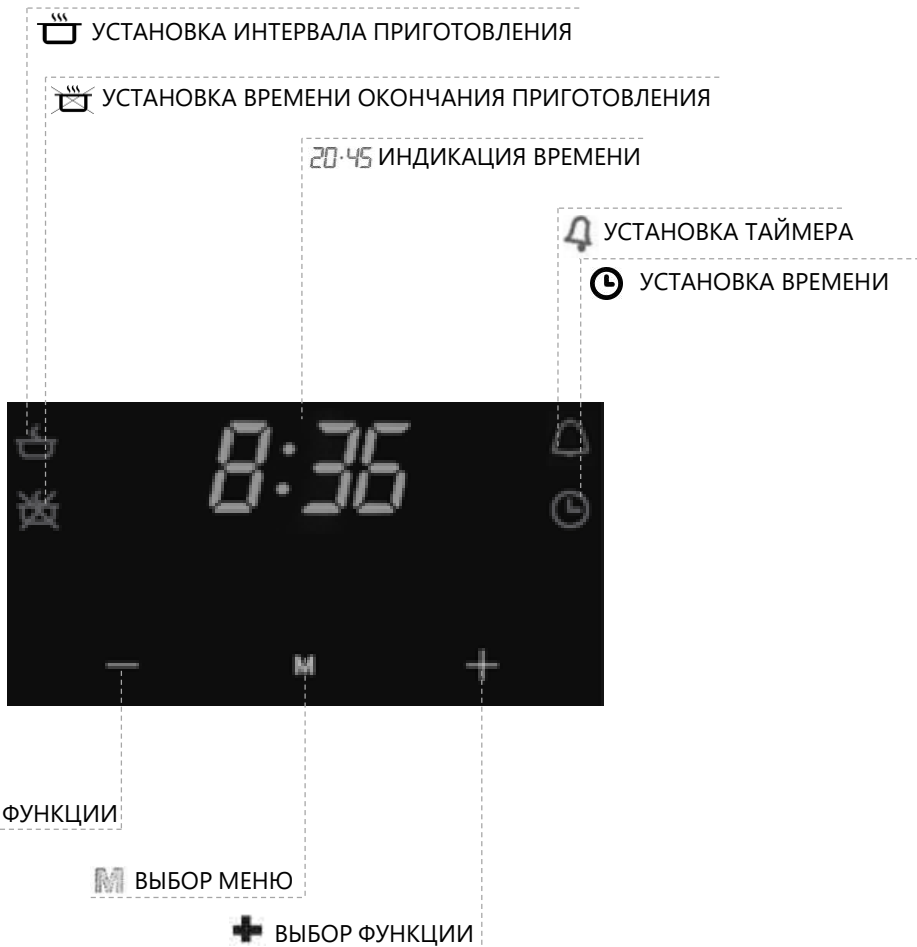 УСТАНОВКА ИНТЕРВАЛА ПРИГОТОВЛЕНИЯ
УСТАНОВКА ВРЕМЕНИ ОКОНЧАНИЯ ПРИГОТОВЛЕНИЯ
20·45 ИНДИКАЦИЯ ВРЕМЕНИ
УСТАНОВКА ТАЙМЕРА
УСТАНОВКА ВРЕМЕНИ
8:36
— M +
ФУНКЦИИ
M ВЫБОР МЕНЮ
+ ВЫБОР ФУНКЦИИ